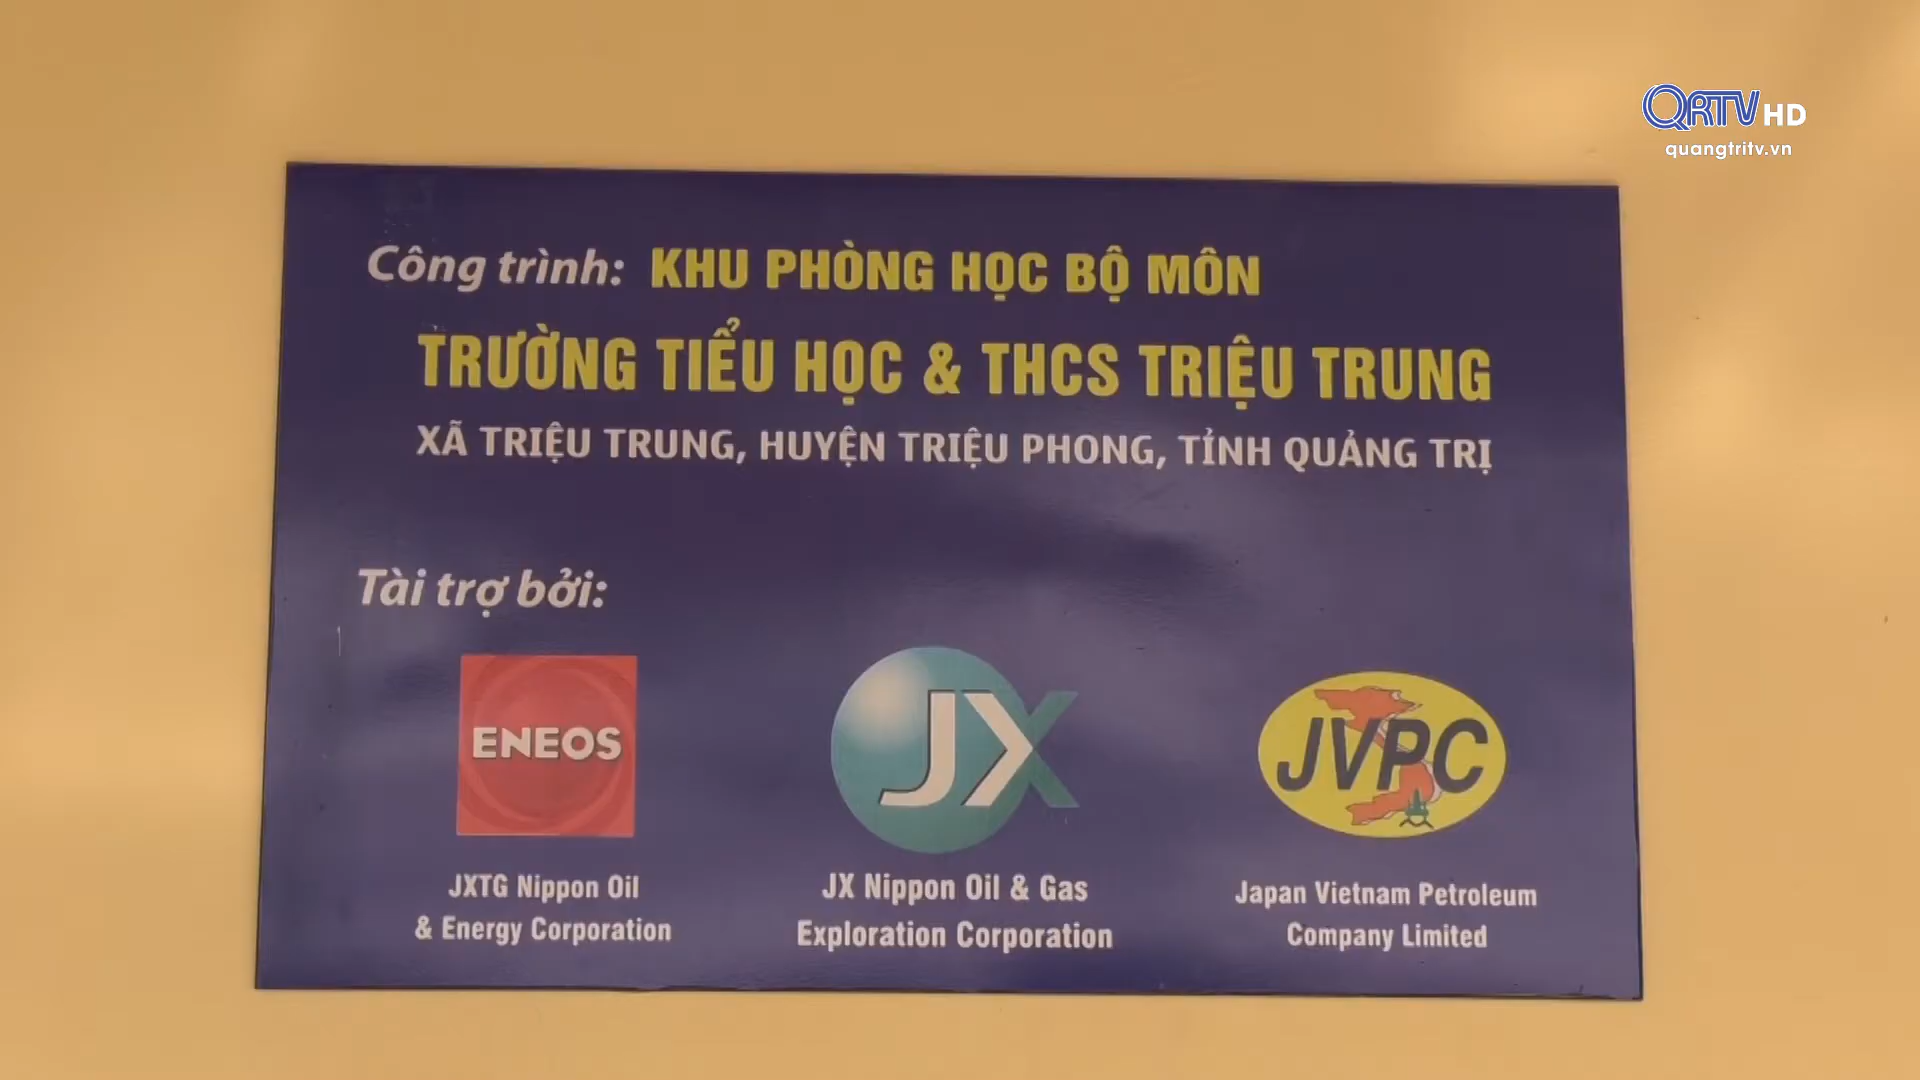 QRTV HD
quangtritv.vn
Công trình: KHU PHÒNG HỌC BỘ MÔN
TRƯỜNG TIỂU HỌC & THCS TRIỆU TRUNG
XÃ TRIỆU TRUNG, HUYỆN TRIỆU PHONG, TỈNH QUẢNG TRỊ
Tài trợ bởi:
ENEOS
JX
JVPC
JXTG Nippon Oil
& Energy Corporation
JX Nippon Oil & Gas
Exploration Corporation
Japan Vietnam Petroleum
Company Limited